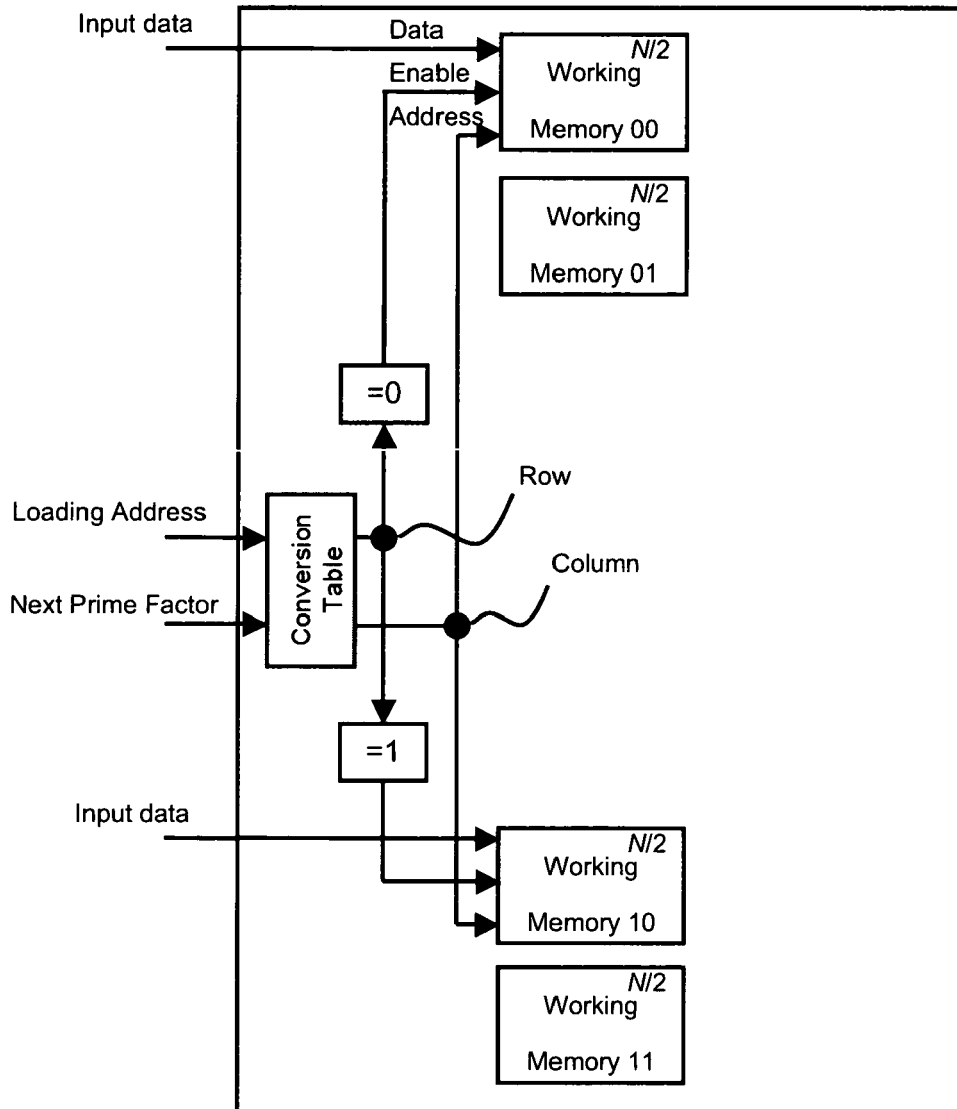 Input data
Data
N/2
Working
Memory 00
Enable
Address
N/2
Working
Memory 01
=0
Row
Loading Address
Conversion
Table
Column
Next Prime Factor
=1
Input data
N/2
Working
Memory 10
N/2
Working
Memory 11